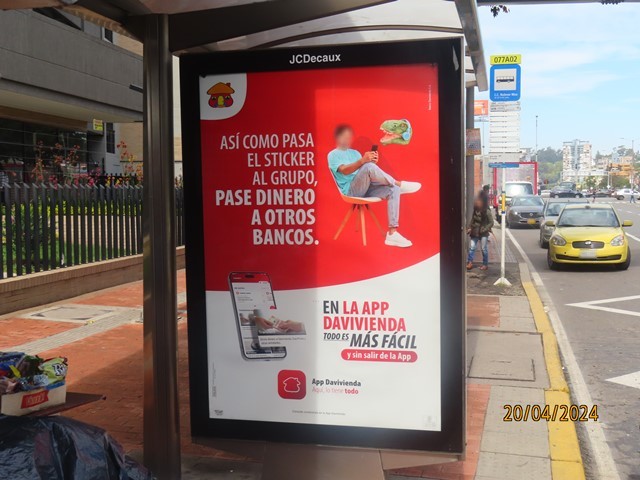 JCDecaux
077A02
ASÍ COMO PASA
EL STICKER
AL GRUPO,
PASE DINERO
A OTROS
BANCOS.
EN LA APP
DAVIVIENDA
TODO ES MÁS FÁCIL
y sin salir de la App
App Davivienda
Aquí, lo tiene todo
20/04/2024